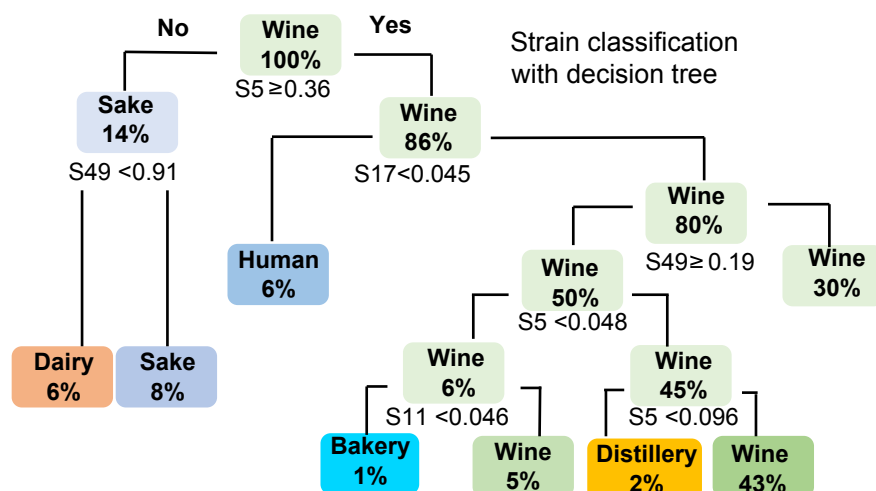 No
Wine
100%
Yes
Strain classification
with decision tree
S5 ≥0.36
Sake
14%
Wine
86%
S49 <0.91
S17<0.045
Wine
80%
Human
6%
Wine
50%
S49≥ 0.19
Wine
30%
S5 <0.048
Dairy
6%
Sake
8%
Wine
6%
Wine
45%
S11 <0.046
S5 <0.096
Bakery
1%
Wine
5%
Distillery
2%
Wine
43%